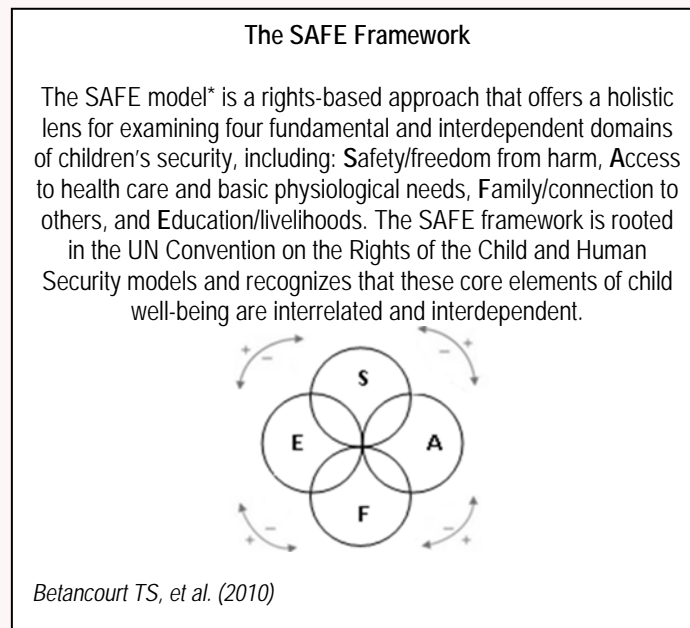 The SAFE Framework
The SAFE model* is a rights-based approach that offers a holistic
lens for examining four fundamental and interdependent domains
of children's security, including: Safety/freedom from harm, Access
to health care and basic physiological needs, Family/connection to
others, and Education/livelihoods. The SAFE framework is rooted
in the UN Convention on the Rights of the Child and Human
Security models and recognizes that these core elements of child
well-being are interrelated and interdependent.
+ − − +
S
E A
F
+ − − +
Betancourt TS, et al. (2010)